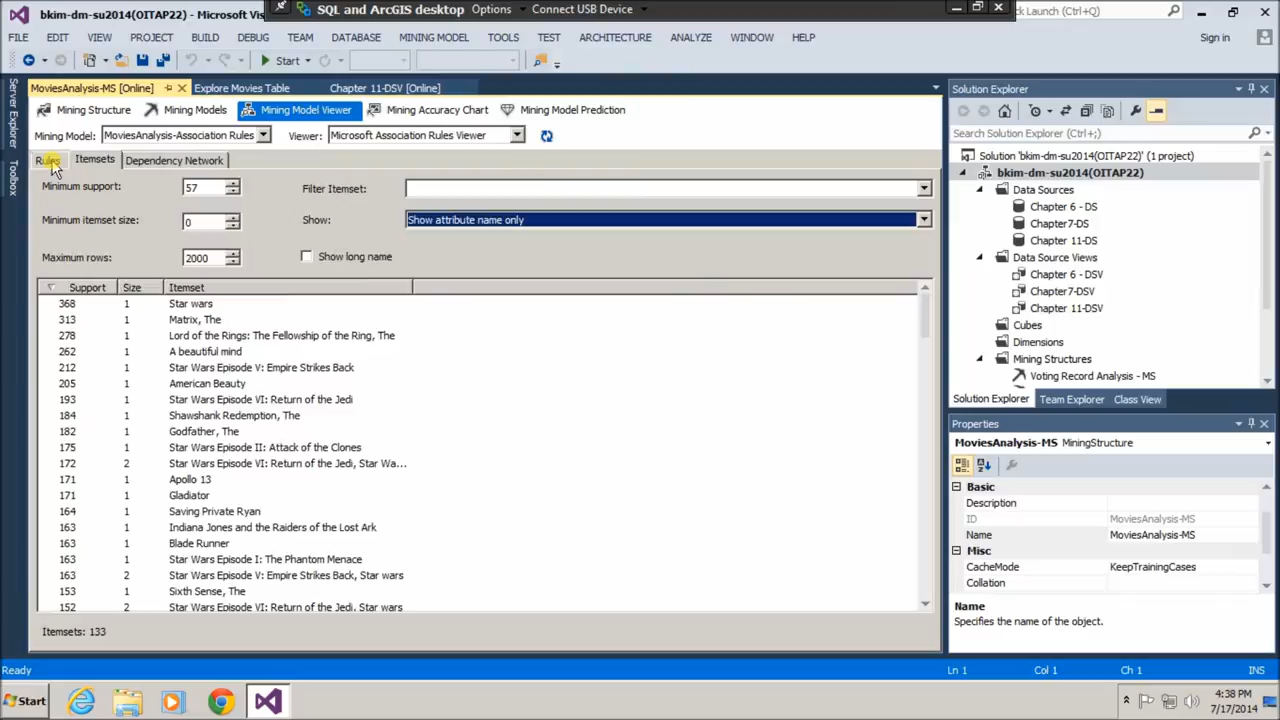 bkim-dm-su2014(OITAP22) - Microsoft Vis
SQL and ArcGIS desktop Options Connect USB Device
Launch (Ctrl+;)
FILE EDIT VIEW PROJECT BUILD DEBUG TEAM DATABASE MINING MODEL TOOLS TEST ARCHITECTURE ANALYZE WINDOW HELP Sign in
Start
Server Explorer
Toolbox
MoviesAnalysis-MS [Online] Explore Movies Table Chapter 11-DSV [Online]
Mining Structure Mining Models Mining Model Viewer Mining Accuracy Chart Mining Model Prediction
Mining Model: MoviesAnalysis-Association Rules Viewer: Microsoft Association Rules Viewer
Rules Itemsets Dependency Network
Minimum support: 57 Filter Itemset:
Minimum itemset size: 0 Show: Show attribute name only
Maximum rows: 2000 Show long name
Support Size Itemset
368 1 Star wars
313 1 Matrix, The
278 1 Lord of the Rings: The Fellowship of the Ring, The
262 1 A beautiful mind
212 1 Star Wars Episode V: Empire Strikes Back
205 1 American Beauty
193 1 Star Wars Episode VI: Return of the Jedi
184 1 Shawshank Redemption, The
182 1 Godfather, The
175 1 Star Wars Episode II: Attack of the Clones
172 2 Star Wars Episode VI: Return of the Jedi, Star Wa...
171 1 Apollo 13
171 1 Gladiator
164 1 Saving Private Ryan
163 1 Indiana Jones and the Raiders of the Lost Ark
163 1 Blade Runner
163 1 Star Wars Episode I: The Phantom Menace
163 2 Star Wars Episode V: Empire Strikes Back, Star wars
153 1 Sixth Sense, The
152 2 Star Wars Episode VI: Return of the Jedi, Star wars
Itemsets: 133
Solution Explorer
Search Solution Explorer (Ctrl+;)
Solution 'bkim-dm-su2014(OITAP22)' (1 project)
bkim-dm-su2014(OITAP22)
Data Sources
Chapter 6 - DS
Chapter7-DS
Chapter 11-DS
Data Source Views
Chapter 6 - DSV
Chapter7-DSV
Chapter 11-DSV
Cubes
Dimensions
Mining Structures
Voting Record Analysis - MS
Solution Explorer Team Explorer Class View
Properties
MoviesAnalysis-MS MiningStructure
Basic
Description
ID MoviesAnalysis-MS
Name MoviesAnalysis-MS
Misc
CacheMode KeepTrainingCases
Collation
Name
Specifies the name of the object.
Ready Ln 1 Col 1 Ch 1 INS
Start
4:38 PM
7/17/2014